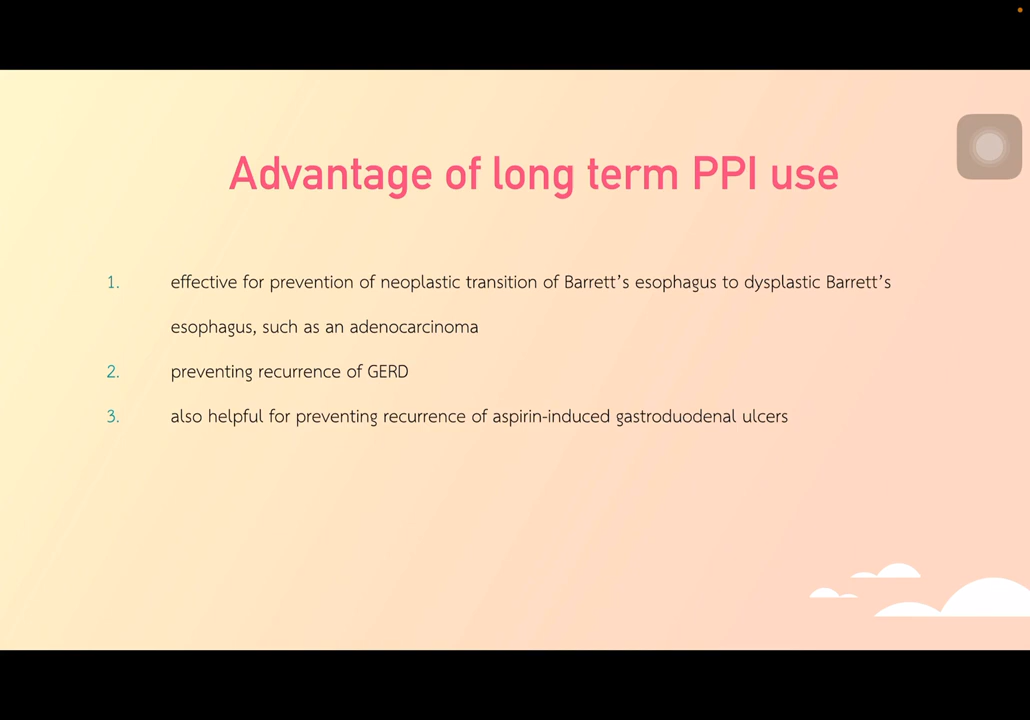 Advantage of long term PPI use
1. effective for prevention of neoplastic transition of Barrett's esophagus to dysplastic Barrett's
esophagus, such as an adenocarcinoma
2. preventing recurrence of GERD
3. also helpful for preventing recurrence of aspirin-induced gastroduodenal ulcers